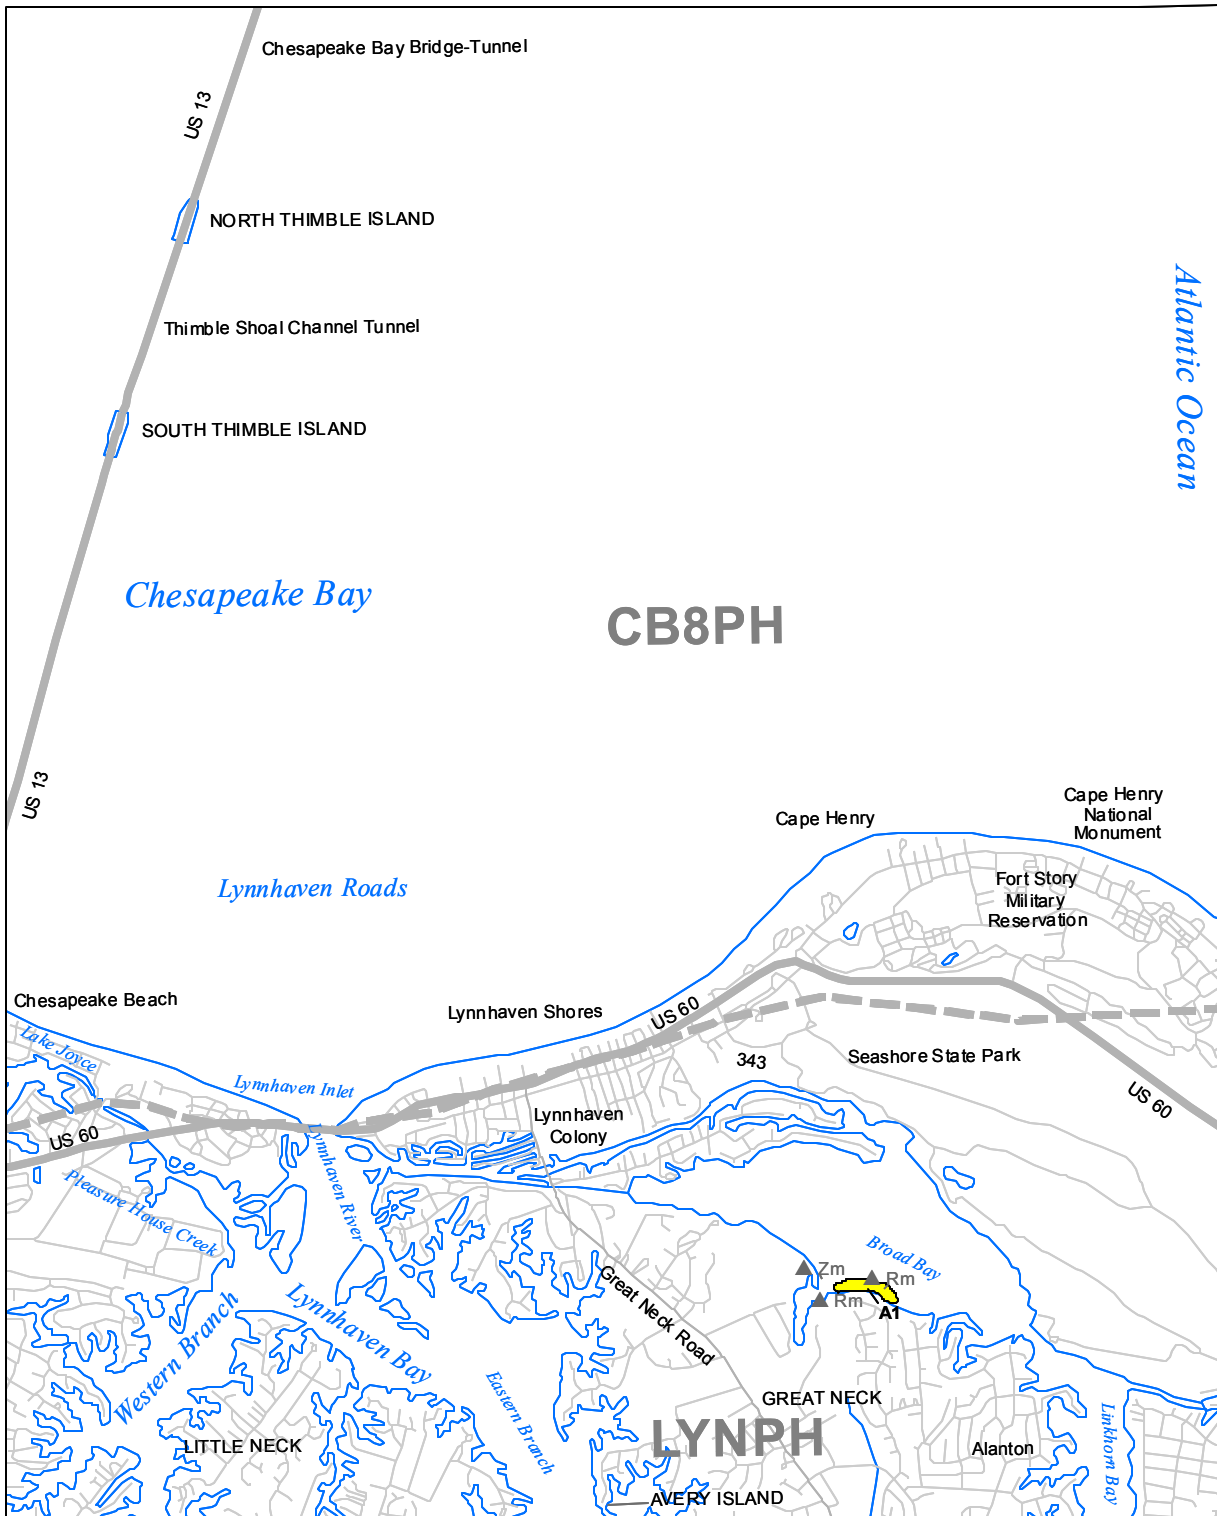 Chesapeake Bay Bridge-Tunnel
US 13
NORTH THIMBLE ISLAND
Atlantic Ocean
Thimble Shoal Channel Tunnel
SOUTH THIMBLE ISLAND
Chesapeake Bay
CB8PH
US 13
Cape Henry
National
Monument
Cape Henry
Fort Story
Military
Reservation
Lynnhaven Roads
Chesapeake Beach
Lynnhaven Shores
US 60
Lake Joyce
343
Seashore State Park
Lynnhaven Inlet
US 60
Lynnhaven
Colony
US 60
Lynnhaven River
Pleasure House Creek
Broad Bay
Zm
Rm
Rm
A1
Great Neck Road
Lynnhaven Bay
Western Branch
Eastern Branch
GREAT NECK
LYNPH
Linkhorn Bay
LITTLE NECK
Alanton
AVERY ISLAND